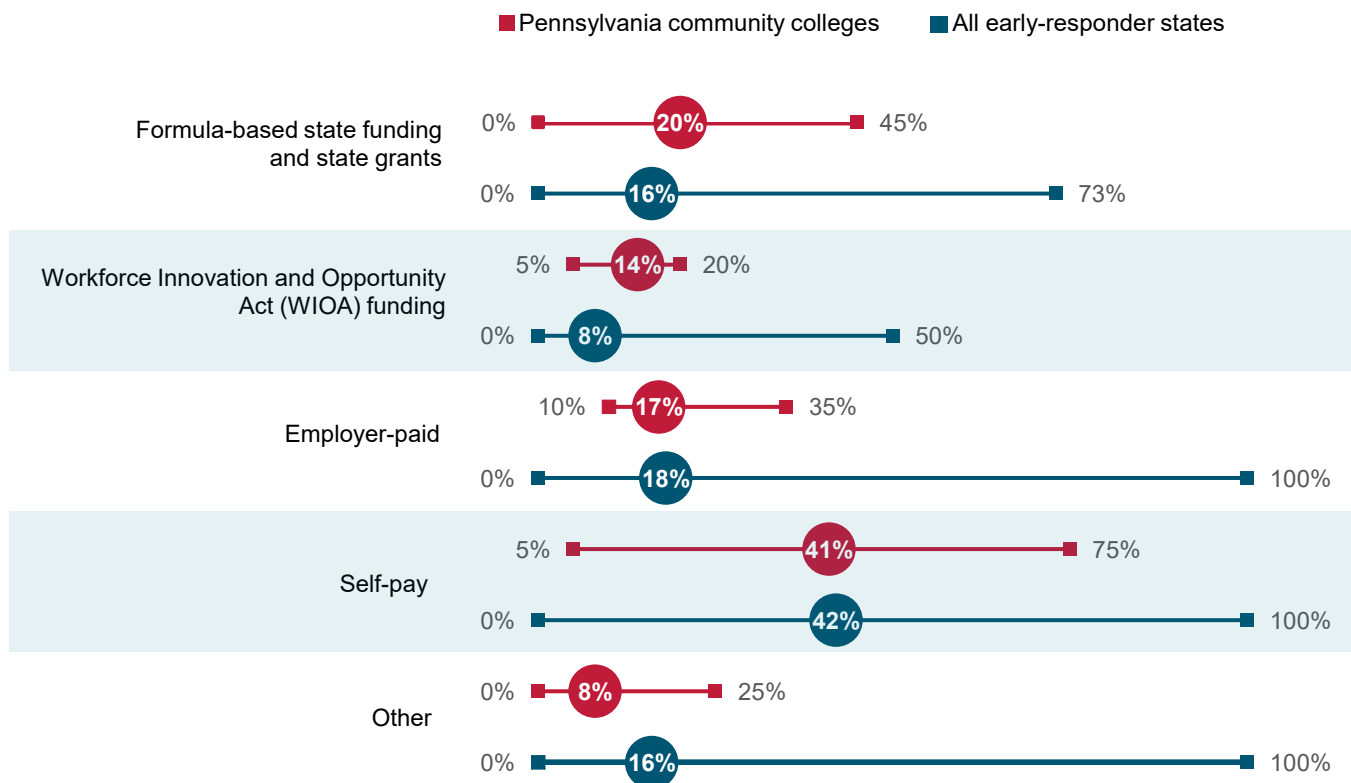 Pennsylvania community colleges
All early-responder states
Formula-based state funding
and state grants
0% 20% 45%
0% 16% 73%
Workforce Innovation and Opportunity
Act (WIOA) funding
5% 14% 20%
0% 8% 50%
Employer-paid
10% 17% 35%
0% 18% 100%
Self-pay
5% 41% 75%
0% 42% 100%
Other
0% 8% 25%
0% 16% 100%